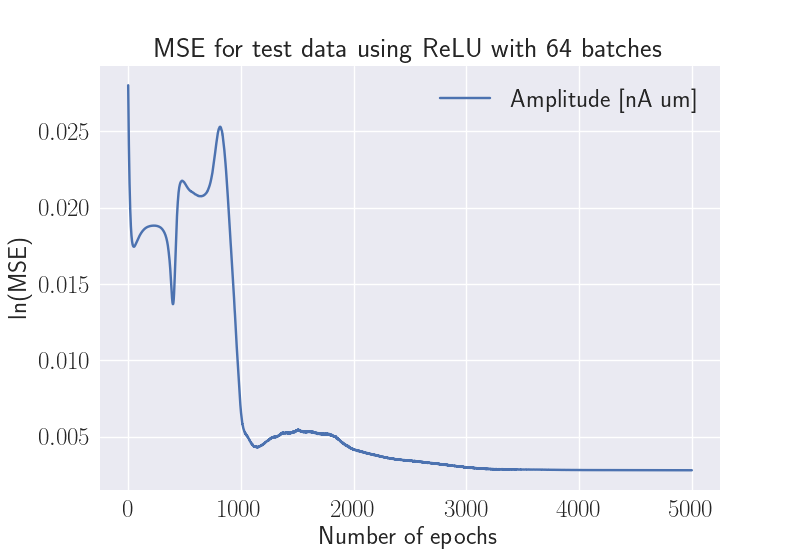 MSE for test data using ReLU with 64 batches
Amplitude [nA um]
ln(MSE)
0.025
0.020
0.015
0.010
0.005
0 1000 2000 3000 4000 5000
Number of epochs